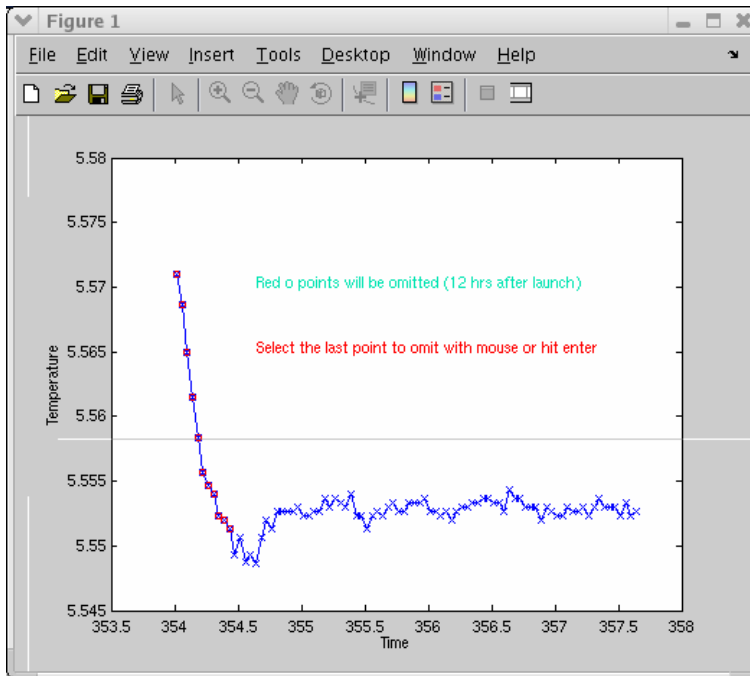 Figure 1
File Edit View Insert Tools Desktop Window Help
5.58
5.575
5.57
5.565
5.56
5.555
5.55
5.545
Temperature
Red o points will be omitted (12 hrs after launch)
Select the last point to omit with mouse or hit enter
353.5 354 354.5 355 355.5 356 356.5 357 357.5 358
Time